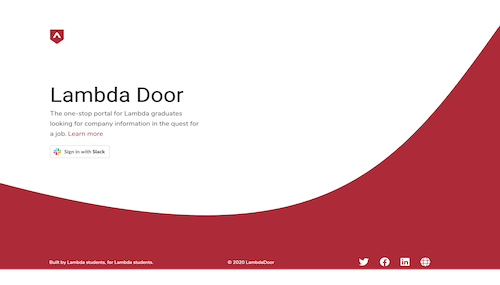 Lambda Door
The one-stop portal for Lambda graduates
looking for company information in the quest for
a job. Learn more
Sign in with Slack
Built by Lambda students, for Lambda students.
© 2020 LambdaDoor